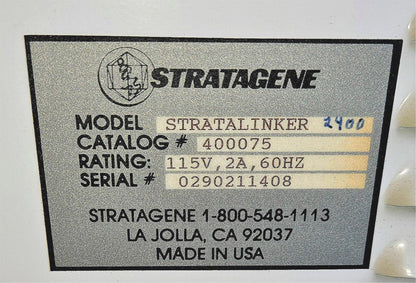 STRATAGENE
MODEL STRATALINKER 2400
CATALOG # 400075
RATING: 115V,2A,60HZ
SERIAL # 0290211408
STRATAGENE 1-800-548-1113
LA JOLLA, CA 92037
MADE IN USA